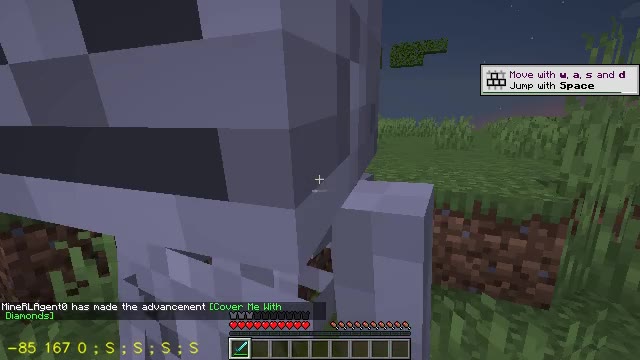 Move with w, a, s and d
Jump with Space
MineRLAgent0 has made the advancement [Cover Me With
Diamonds]
-85 167 0 ; S ; S ; S ; S